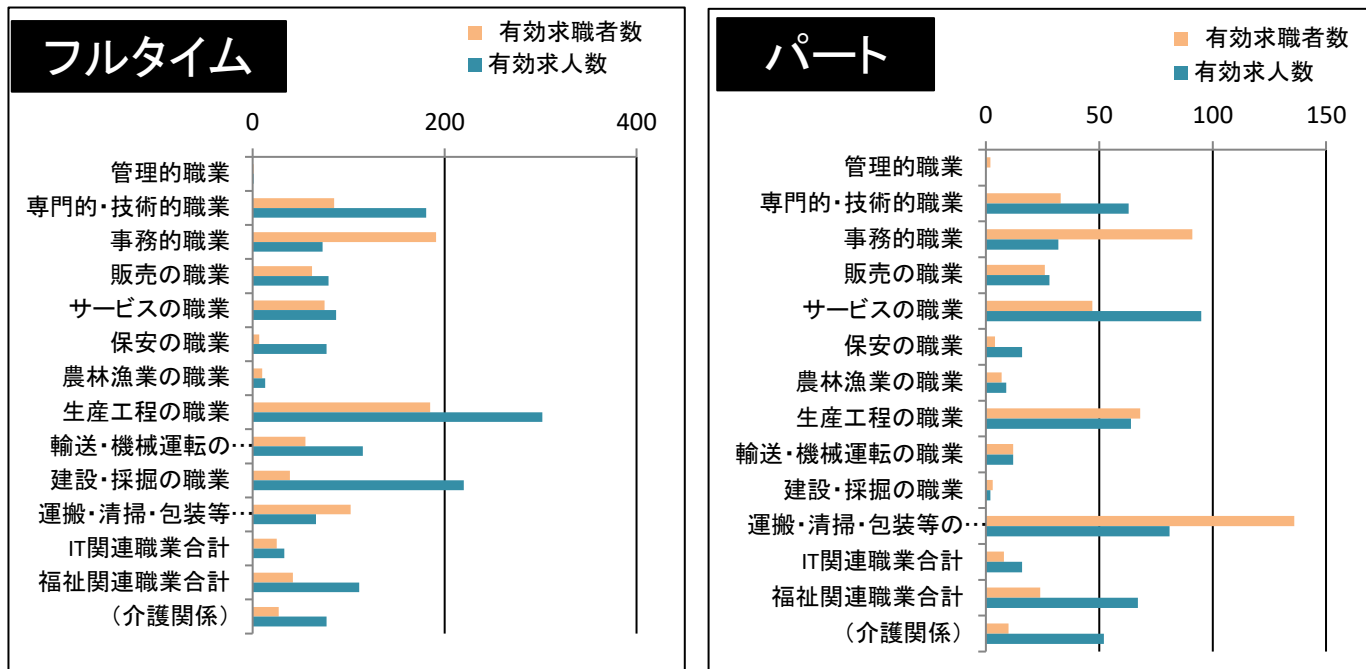 フルタイム
有効求職者数
有効求人数
0 200 400
管理的職業
専門的・技術的職業
事務的職業
販売の職業
サービスの職業
保安の職業
農林漁業の職業
生産工程の職業
輸送・機械運転の…
建設・採掘の職業
運搬・清掃・包装等…
IT関連職業合計
福祉関連職業合計
（介護関係）
パート
有効求職者数
有効求人数
0 50 100 150
管理的職業
専門的・技術的職業
事務的職業
販売の職業
サービスの職業
保安の職業
農林漁業の職業
生産工程の職業
輸送・機械運転の職業
建設・採掘の職業
運搬・清掃・包装等の…
IT関連職業合計
福祉関連職業合計
（介護関係）